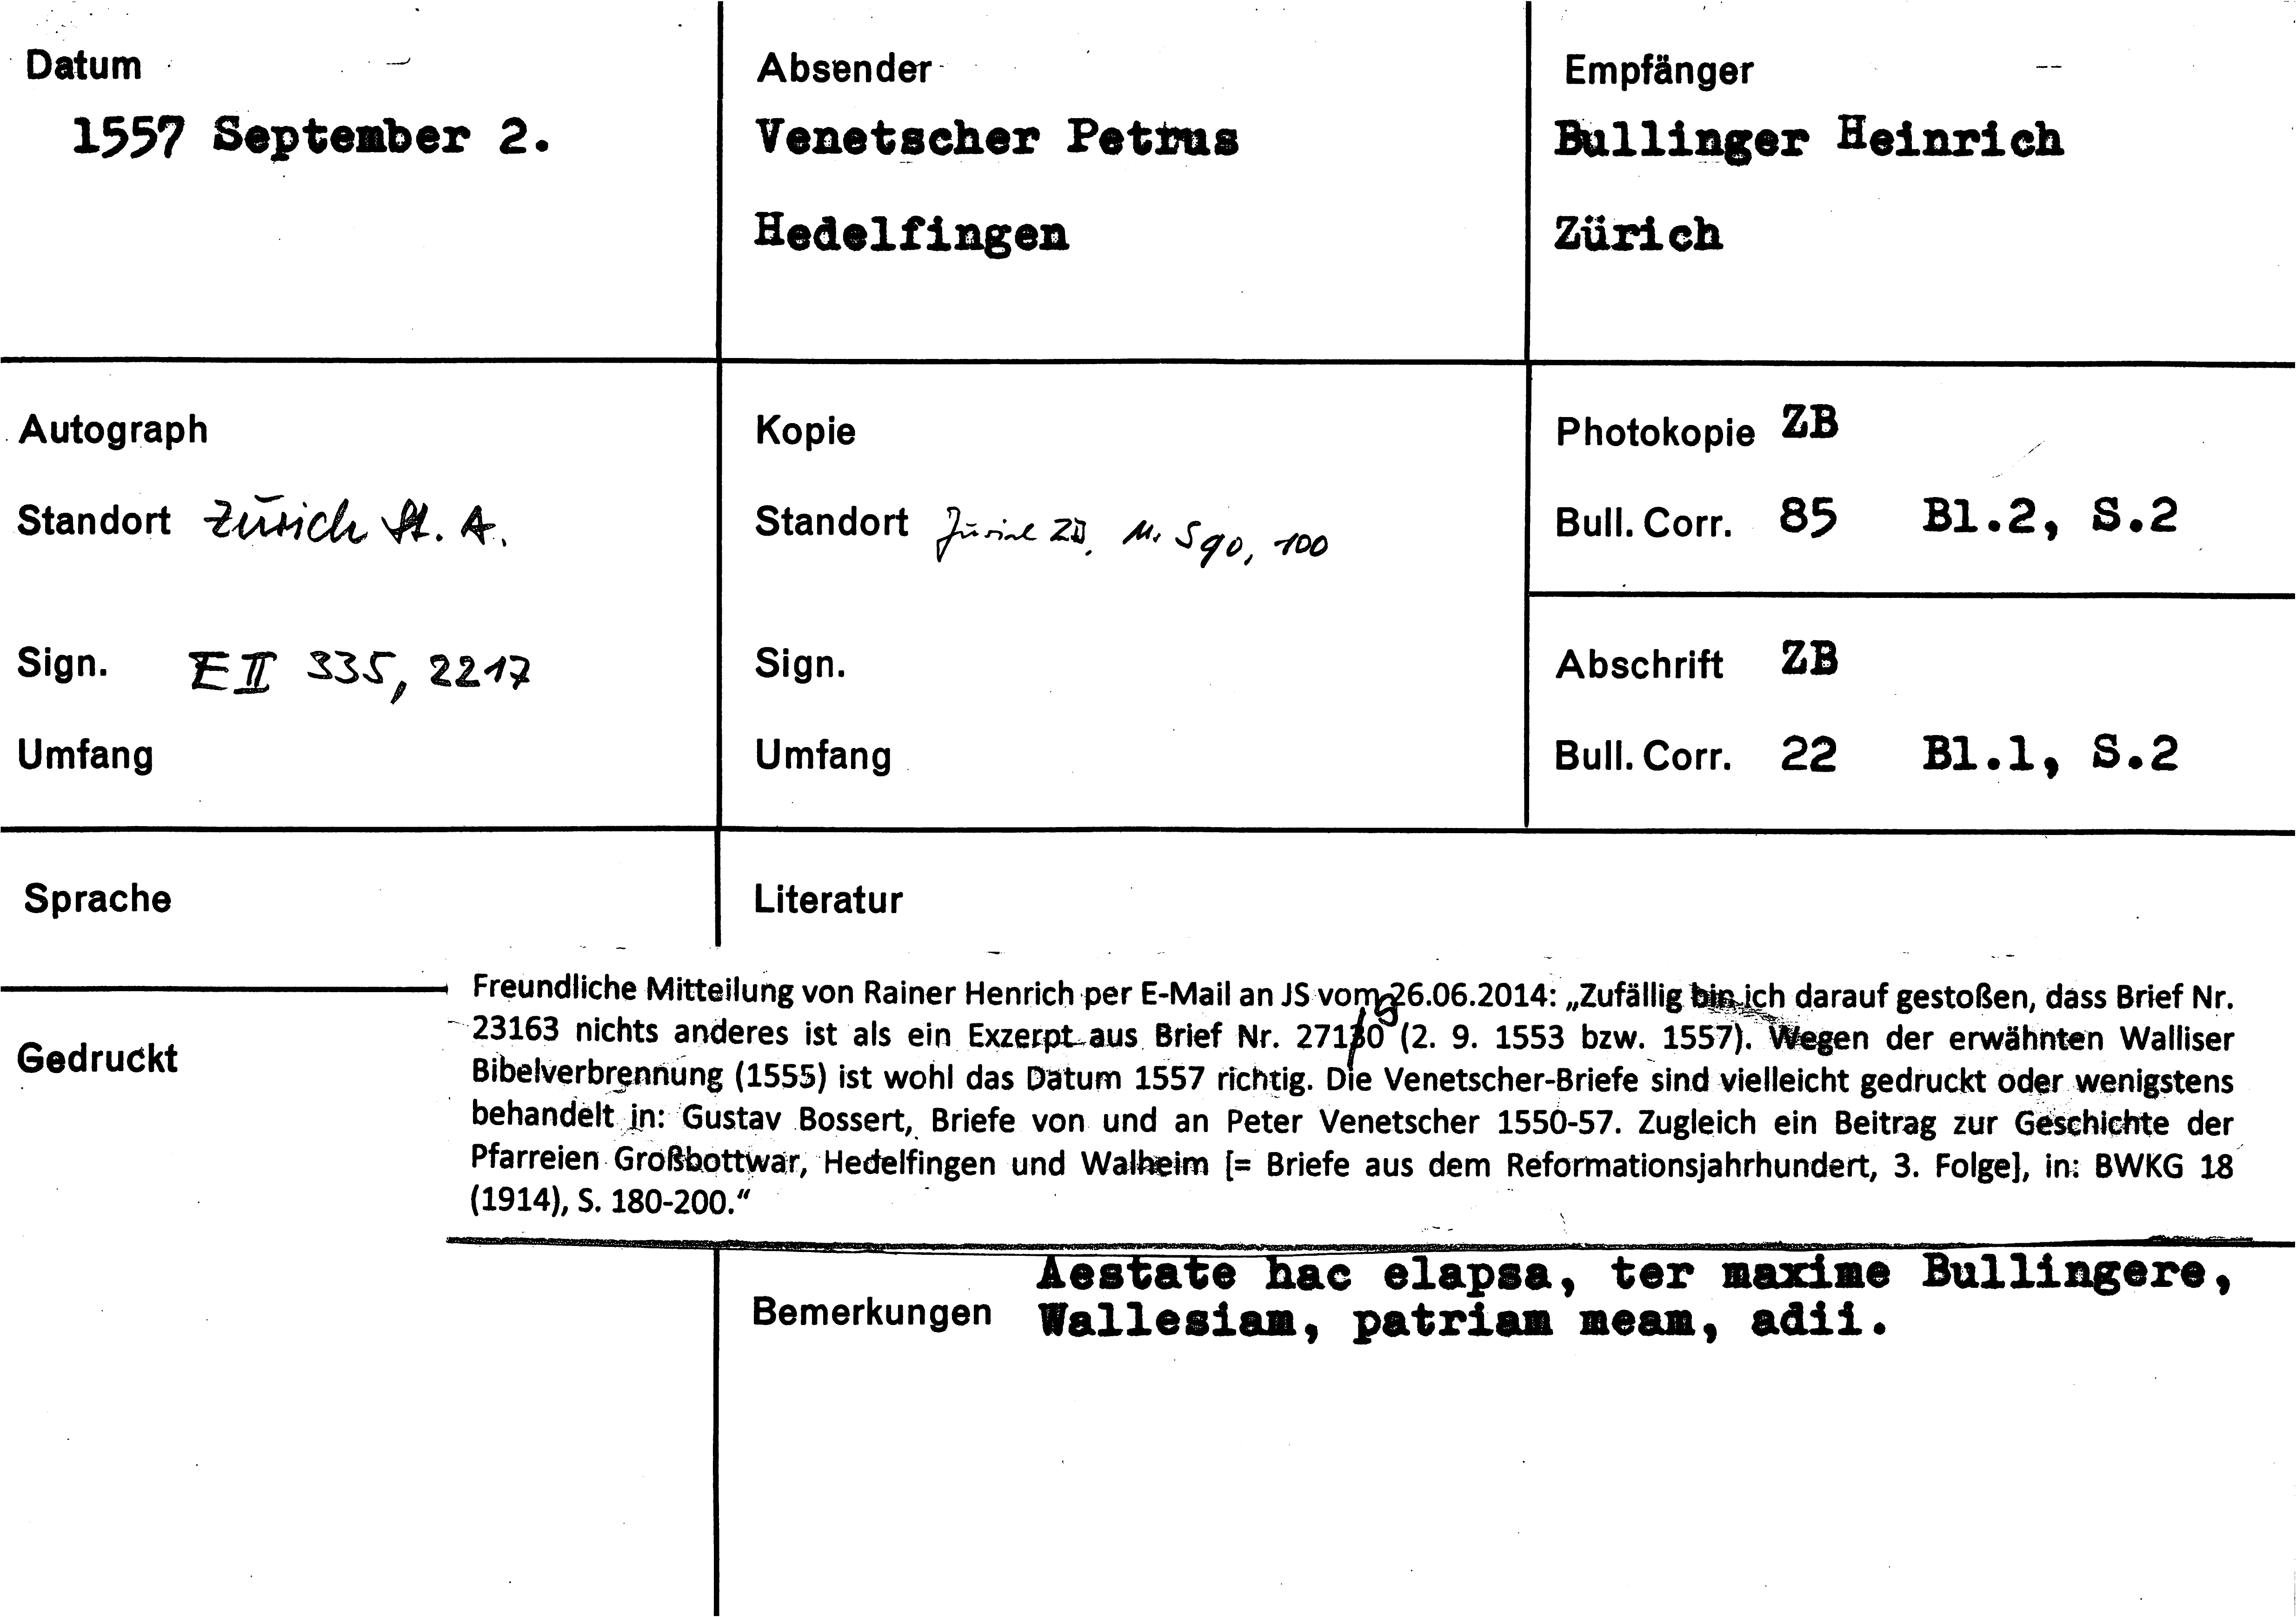 Datum
1557 September 2.
Absender
Venetscher Petrus
Hedelfingen
Empfänger
Bullinger Heinrich
Zürich
Autograph
Standort Zürich St. A.
Sign. E II 335, 2217
Umfang
Kopie
Standort Zürich ZB, Ms S 90, 100
Sign.
Umfang
Photokopie ZB
Bull. Corr. 85 Bl.2, S.2
Abschrift ZB
Bull. Corr. 22 Bl.1, S.2
Sprache
Literatur
Gedruckt
Freundliche Mitteilung von Rainer Henrich per E-Mail an JS vom 26.06.2014: „Zufällig bin ich darauf gestoßen, dass Brief Nr.
23163 nichts anderes ist als ein Exzerpt aus Brief Nr. (2. 9. 1553 bzw. 1557). Wegen der erwähnten Walliser
Bibelverbrennung (1555) ist wohl das Datum 1557 richtig. Die Venetscher-Briefe sind vielleicht gedruckt oder wenigstens
behandelt in: Gustav Bossert, Briefe von und an Peter Venetscher 1550-57. Zugleich ein Beitrag zur Geschichte der
Pfarreien Großbottwar, Hedelfingen und Walheim [= Briefe aus dem Reformationsjahrhundert, 3. Folge], in: BWKG 18
(1914), S. 180-200.“
Bemerkungen
Aestate hac elapsa, ter maxime Bullingere,
Wallesiam, patriam meam, adii.